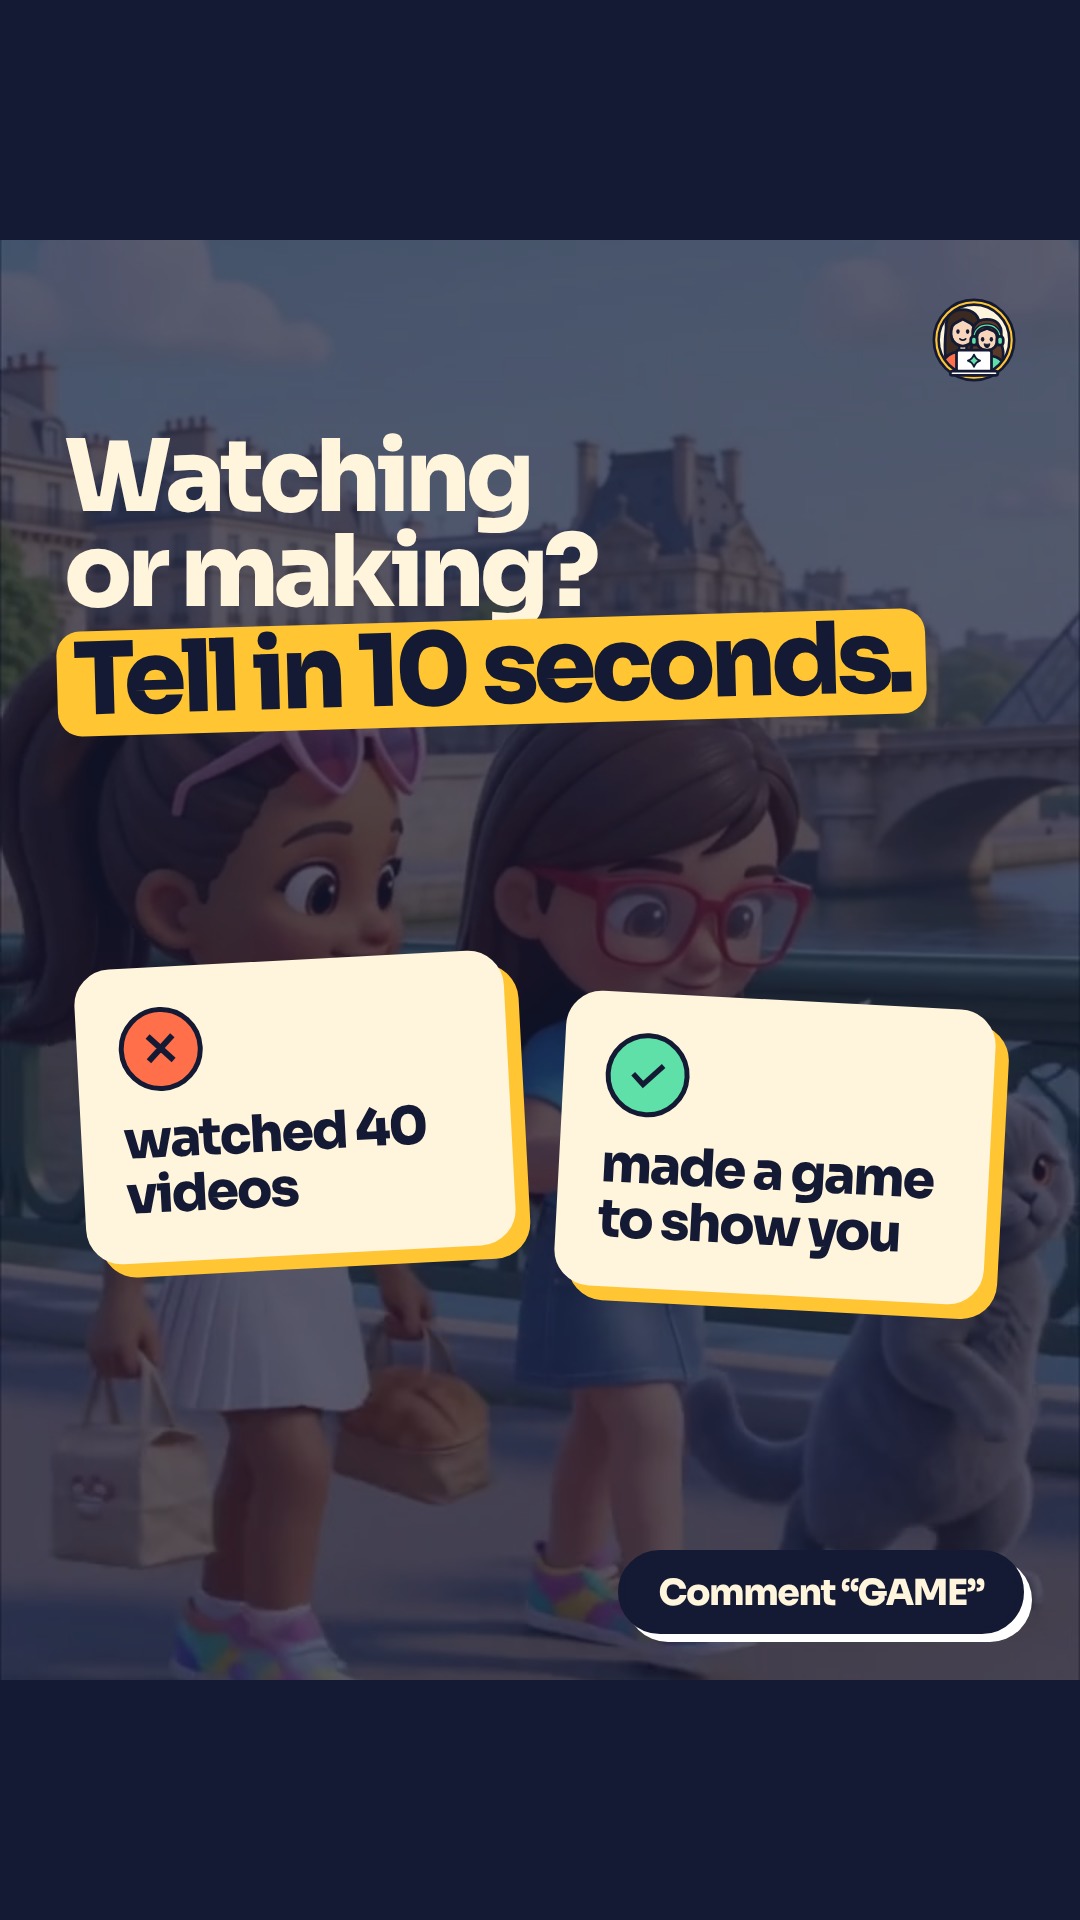 Watching
or making?
Tell in 10 seconds.
watched 40
videos
made a game
to show you
Comment “GAME”